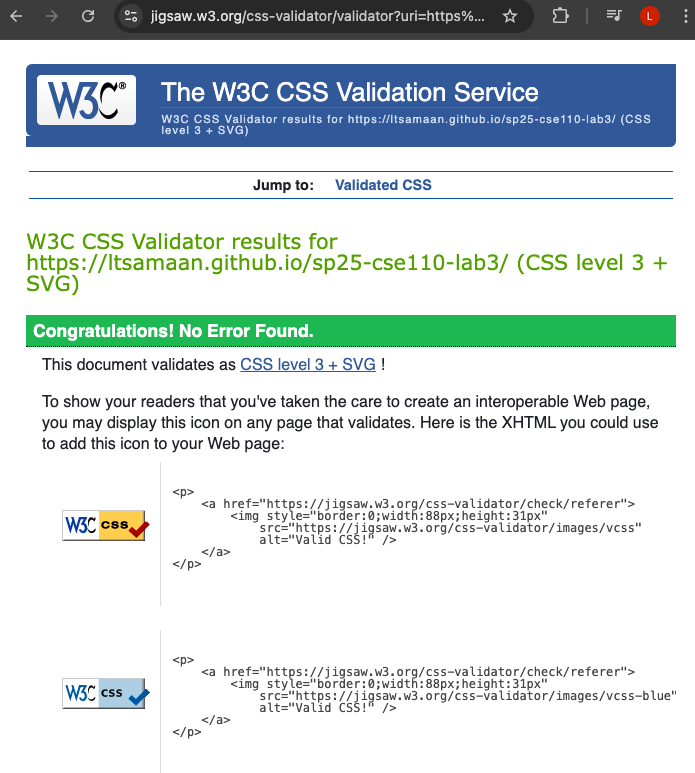 jigsaw.w3.org/css-validator/validator?uri=https%...
L
W3C®
The W3C CSS Validation Service
W3C CSS Validator results for https://ltsamaan.github.io/sp25-cse110-lab3/ (CSS
level 3 + SVG)
Jump to: Validated CSS
W3C CSS Validator results for
https://ltsamaan.github.io/sp25-cse110-lab3/ (CSS level 3 +
SVG)
Congratulations! No Error Found.
This document validates as CSS level 3 + SVG !
To show your readers that you've taken the care to create an interoperable Web page,
you may display this icon on any page that validates. Here is the XHTML you could use
to add this icon to your Web page:
W3C css
<p>
    <a href="https://jigsaw.w3.org/css-validator/check/referer">
        <img style="border:0;width:88px;height:31px"
            src="https://jigsaw.w3.org/css-validator/images/vcss"
            alt="Valid CSS!" />
    </a>
</p>
W3C css
<p>
    <a href="https://jigsaw.w3.org/css-validator/check/referer">
        <img style="border:0;width:88px;height:31px"
            src="https://jigsaw.w3.org/css-validator/images/vcss-blue"
            alt="Valid CSS!" />
    </a>
</p>